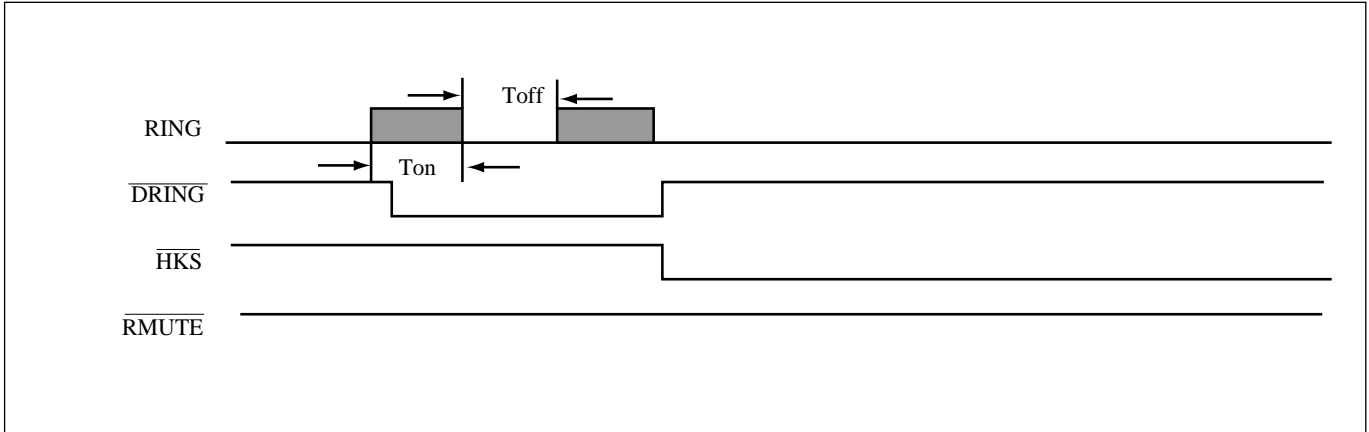 Toff
RING
Ton
DRING
HKS
RMUTE